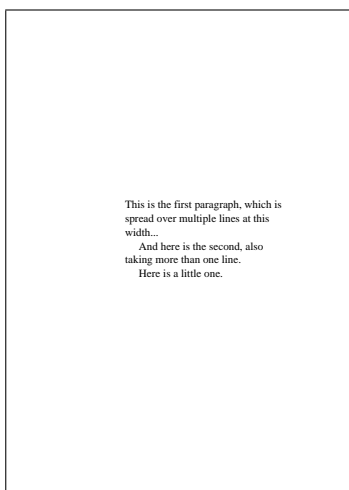 This is the first paragraph, which is
spread over multiple lines at this
width...
And here is the second, also
taking more than one line.
Here is a little one.